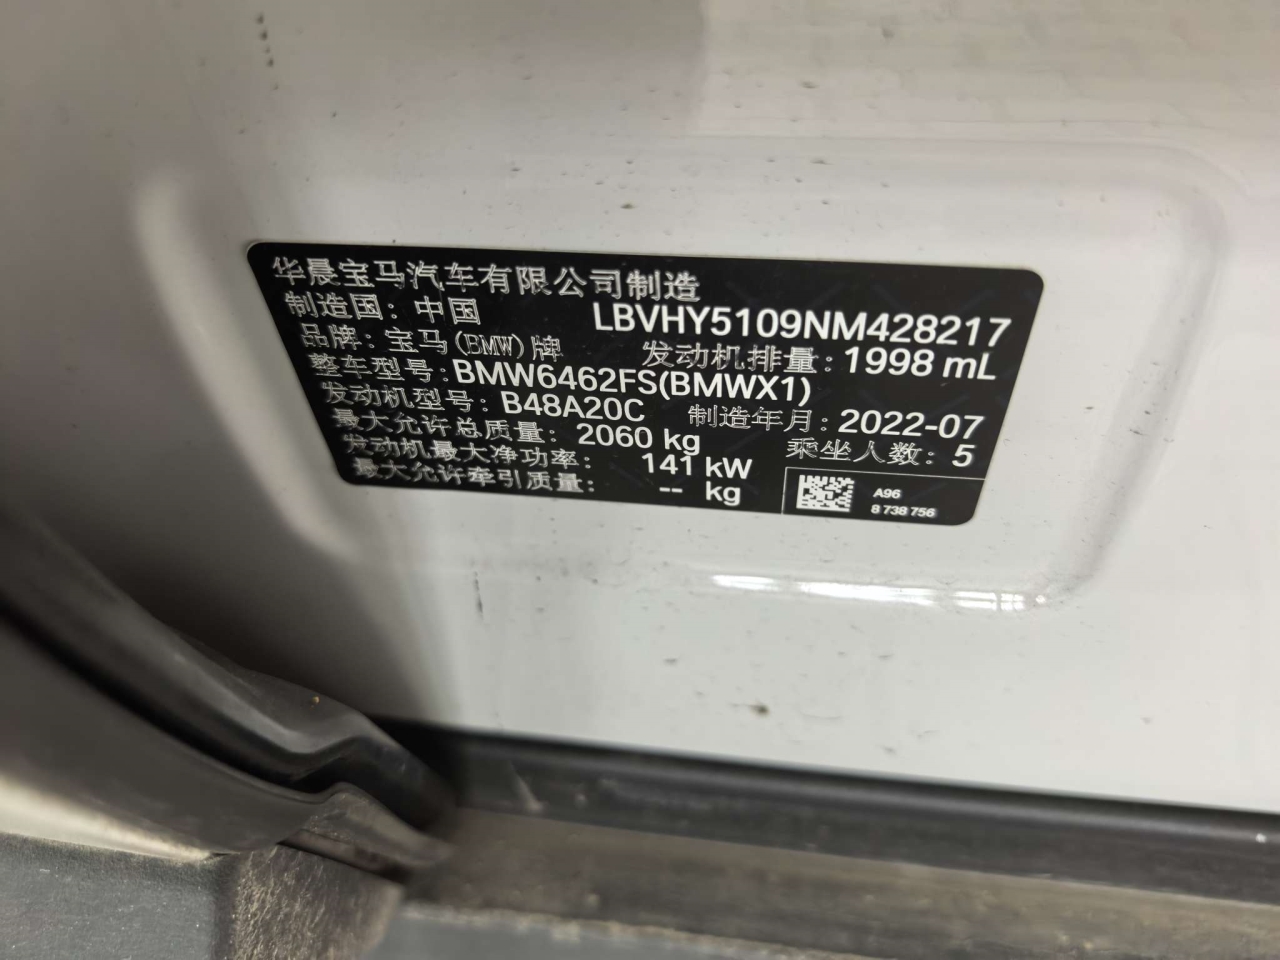 华晨宝马汽车有限公司制造
制造国：中国 LBVHY5109NM428217
品牌：宝马(BMW)牌 发动机排量：1998 mL
整车型号：BMW6462FS(BMWX1)
发动机型号：B48A20C 制造年月：2022-07
最大允许总质量：2060 kg 乘坐人数：5
发动机最大净功率：141 kW
最大允许牵引质量：-- kg
A96
8 738 756